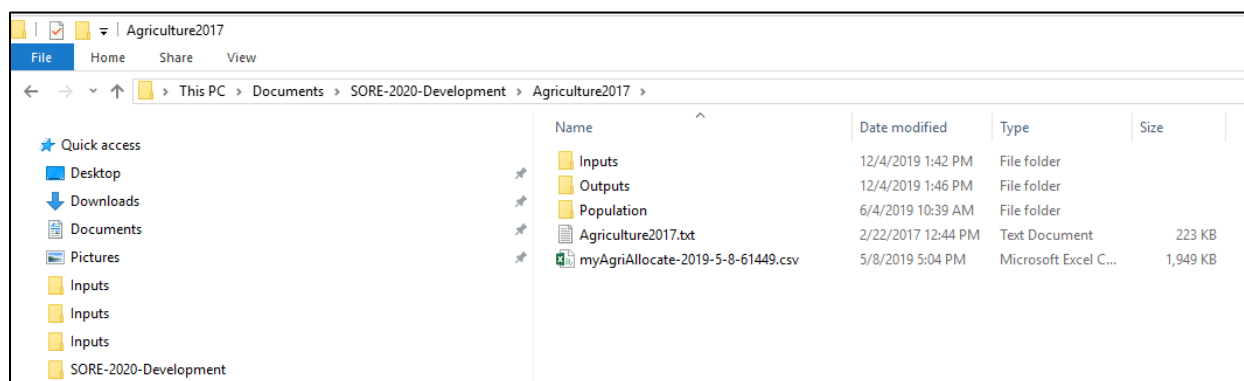 Agriculture2017
File Home Share View
This PC > Documents > SORE-2020-Development > Agriculture2017 >
Name Date modified Type Size
Quick access
Inputs 12/4/2019 1:42 PM File folder
Desktop
Outputs 12/4/2019 1:46 PM File folder
Downloads
Population 6/4/2019 10:39 AM File folder
Documents
Agriculture2017.txt 2/22/2017 12:44 PM Text Document 223 KB
Pictures
myAgriAllocate-2019-5-8-61449.csv 5/8/2019 5:04 PM Microsoft Excel C... 1,949 KB
Inputs
Inputs
Inputs
SORE-2020-Development